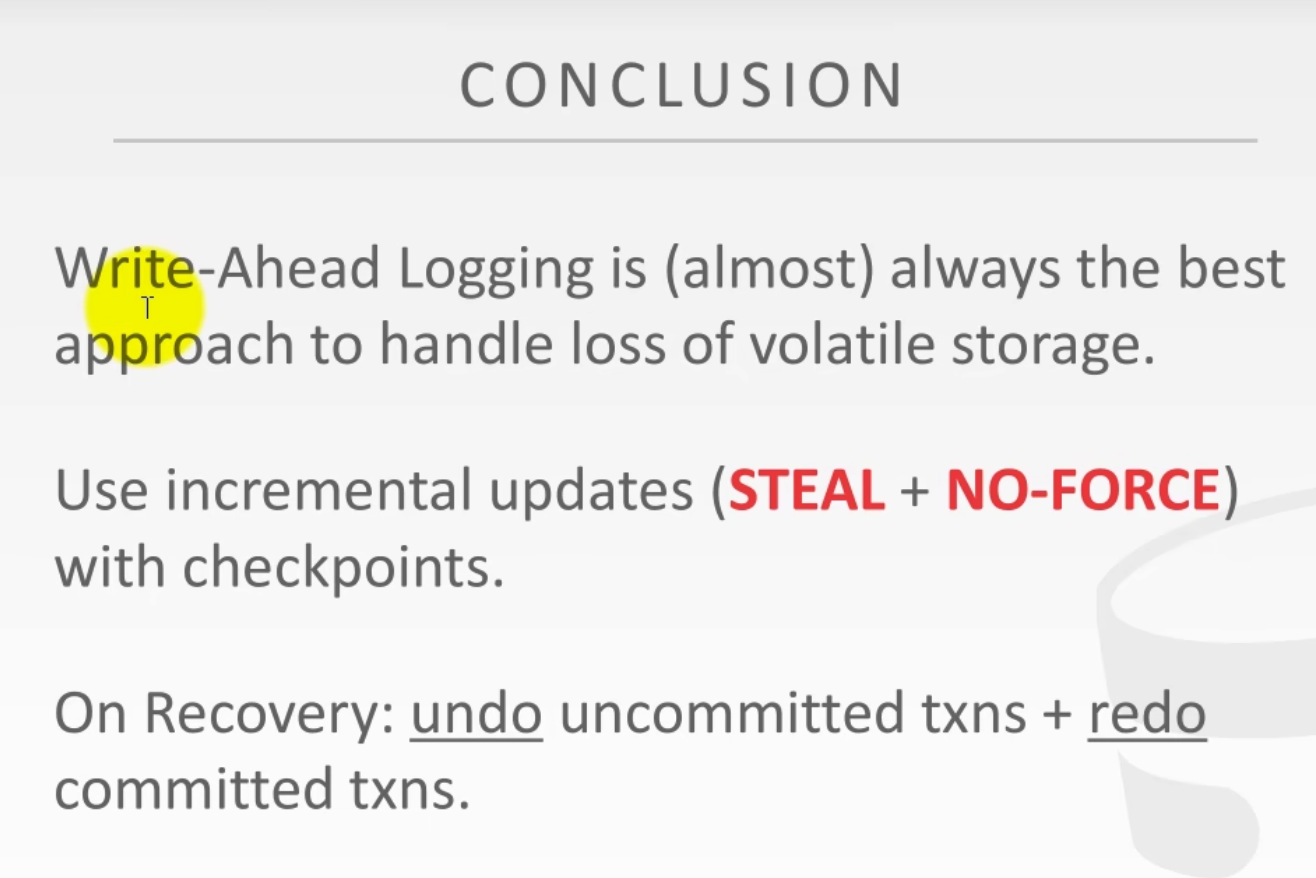 CONCLUSION
Write-Ahead Logging is (almost) always the best
approach to handle loss of volatile storage.
Use incremental updates (STEAL + NO-FORCE)
with checkpoints.
On Recovery: undo uncommitted txns + redo
committed txns.